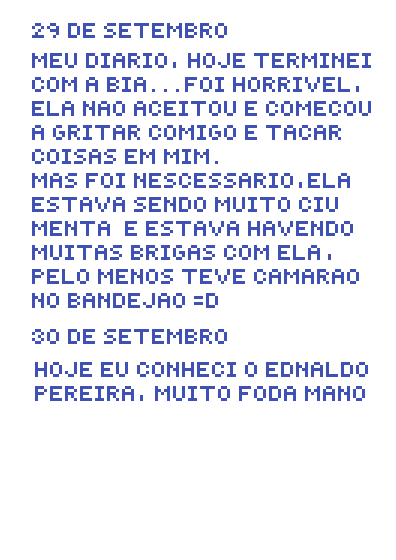 29 DE SETEMBRO
MEU DIARIO, HOJE TERMINEI
COM A BIA...FOI HORRIVEL,
ELA NAO ACEITOU E COMECOU
A GRITAR COMIGO E TACAR
COISAS EM MIM.
MAS FOI NESCESSARIO,ELA
ESTAVA SENDO MUITO CIU
MENTA E ESTAVA HAVENDO
MUITAS BRIGAS COM ELA,
PELO MENOS TEVE CAMARAO
NO BANDEJAO =D
30 DE SETEMBRO
HOJE EU CONHECI O EDNALDO
PEREIRA, MUITO FODA MANO